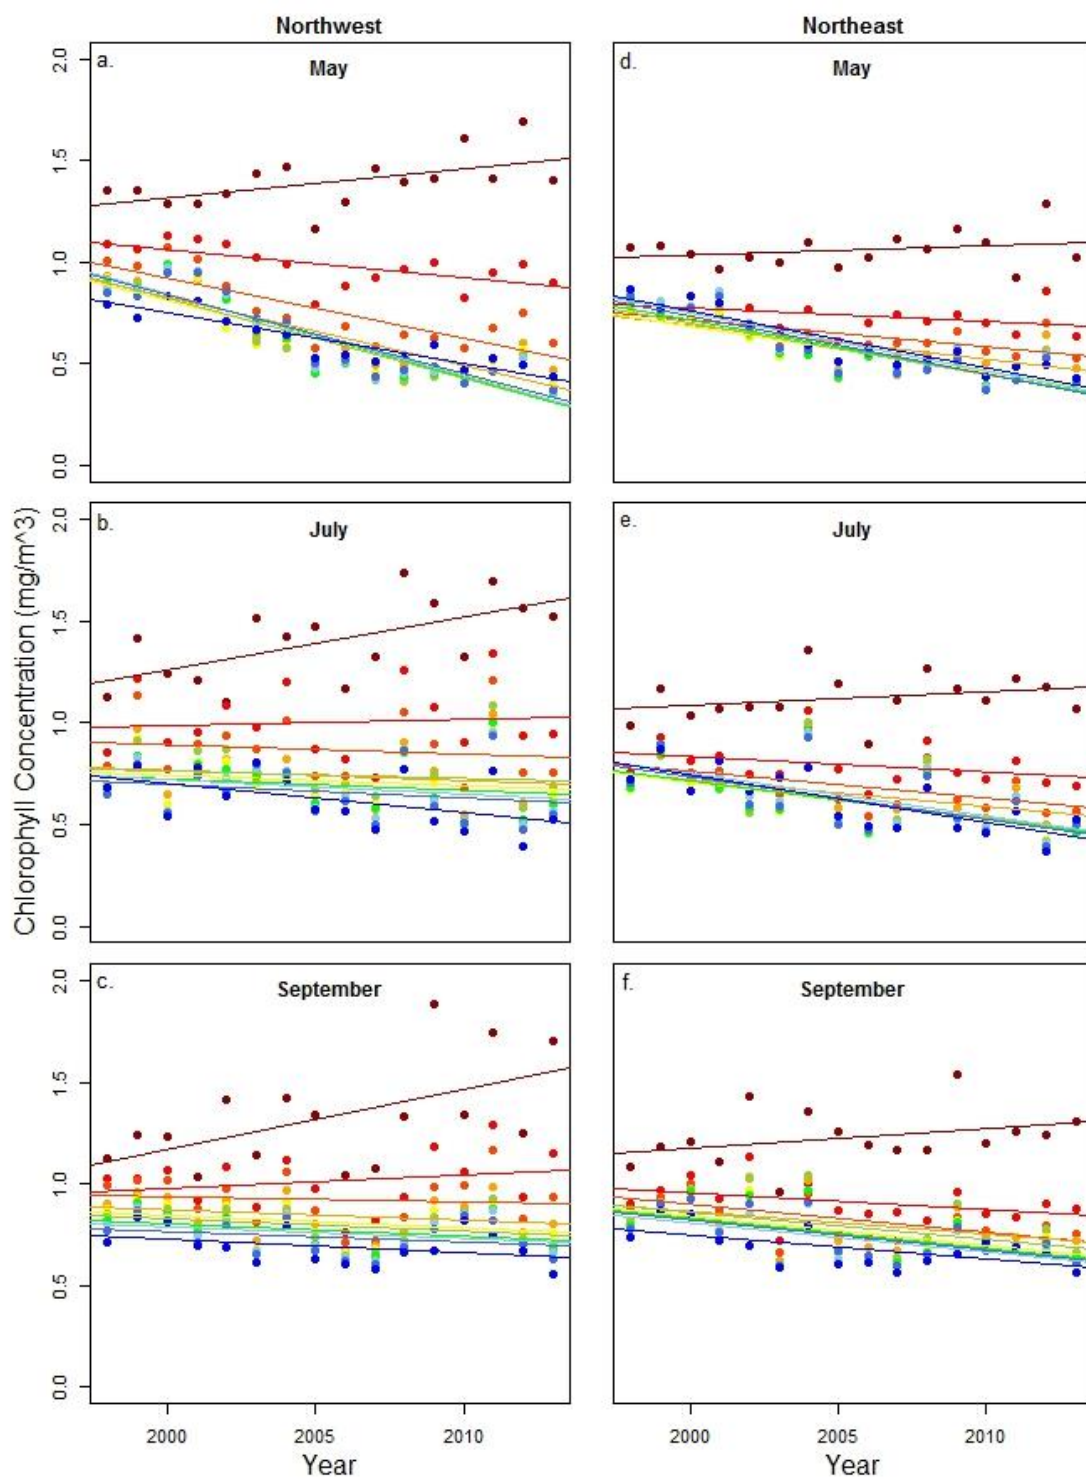 Northwest
Northeast
a.
May
d.
May
2.0
1.5
1.0
0.5
0.0
b.
July
e.
July
2.0
1.5
1.0
0.5
0.0
Chlorophyll Concentration (mg/m^3)
c.
September
f.
September
2.0
1.5
1.0
0.5
0.0
2000
2005
2010
2000
2005
2010
Year
Year